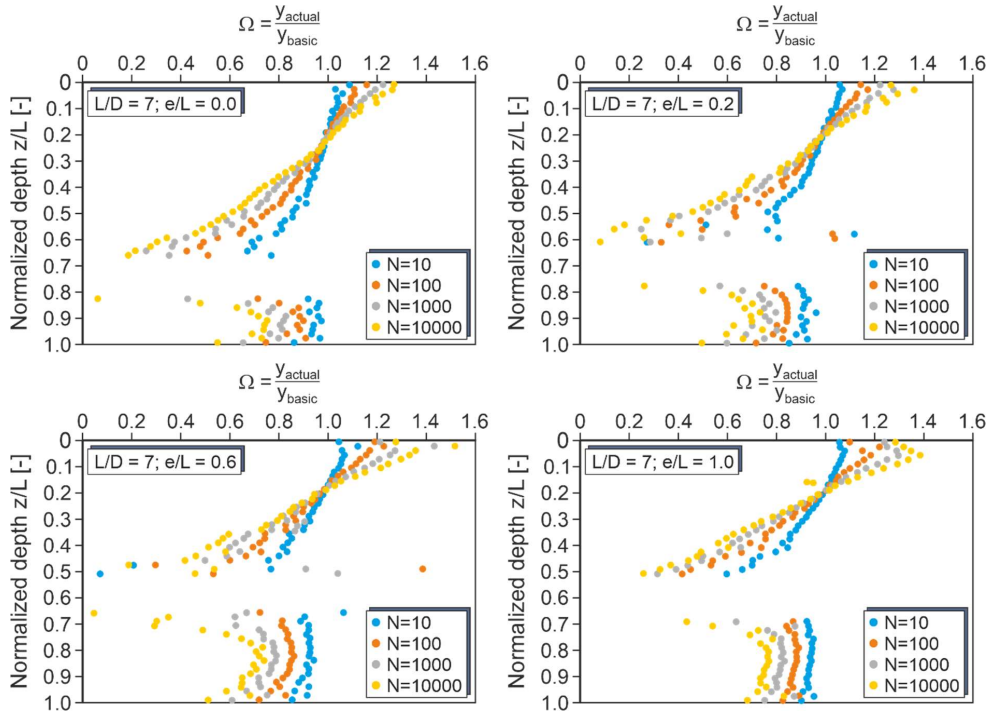 Ω = y_actual / y_basic
0 0.2 0.4 0.6 0.8 1.0 1.2 1.4 1.6
Normalized depth z/L [-]
0
0.1
0.2
0.3
0.4
0.5
0.6
0.7
0.8
0.9
1.0
L/D = 7; e/L = 0.0
N=10
N=100
N=1000
N=10000
Ω = y_actual / y_basic
0 0.2 0.4 0.6 0.8 1.0 1.2 1.4 1.6
Normalized depth z/L [-]
0
0.1
0.2
0.3
0.4
0.5
0.6
0.7
0.8
0.9
1.0
L/D = 7; e/L = 0.2
N=10
N=100
N=1000
N=10000
Ω = y_actual / y_basic
0 0.2 0.4 0.6 0.8 1.0 1.2 1.4 1.6
Normalized depth z/L [-]
0
0.1
0.2
0.3
0.4
0.5
0.6
0.7
0.8
0.9
1.0
L/D = 7; e/L = 0.6
N=10
N=100
N=1000
N=10000
Ω = y_actual / y_basic
0 0.2 0.4 0.6 0.8 1.0 1.2 1.4 1.6
Normalized depth z/L [-]
0
0.1
0.2
0.3
0.4
0.5
0.6
0.7
0.8
0.9
1.0
L/D = 7; e/L = 1.0
N=10
N=100
N=1000
N=10000